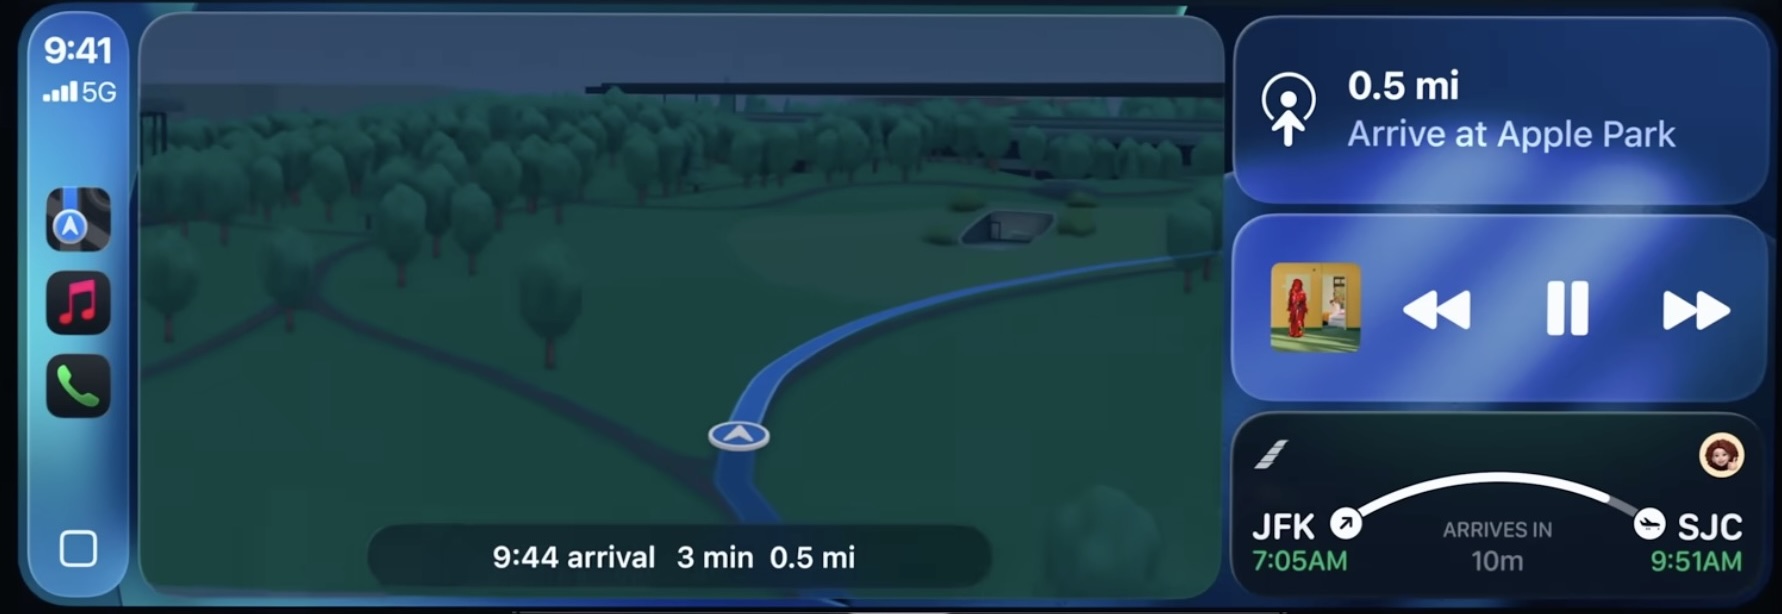 9:41
5G
9:44 arrival 3 min 0.5 mi
0.5 mi
Arrive at Apple Park
JFK
7:05AM
ARRIVES IN
10m
SJC
9:51AM